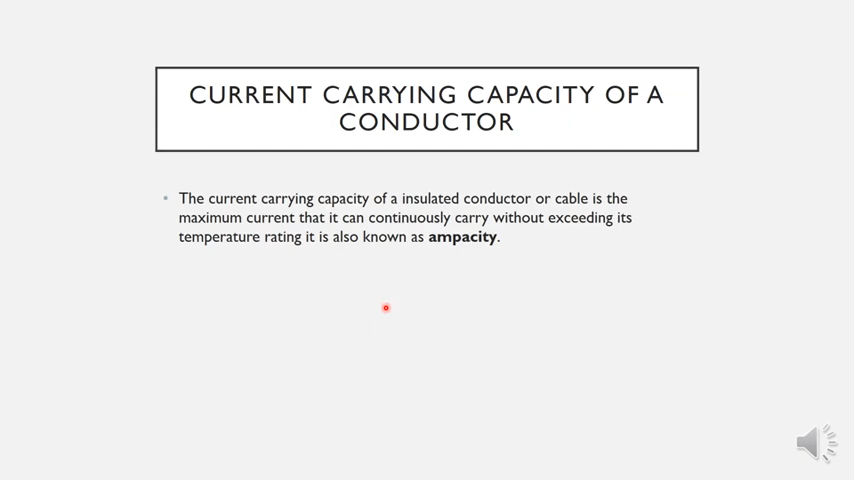 CURRENT CARRYING CAPACITY OF A
CONDUCTOR
• The current carrying capacity of a insulated conductor or cable is the
maximum current that it can continuously carry without exceeding its
temperature rating it is also known as ampacity.